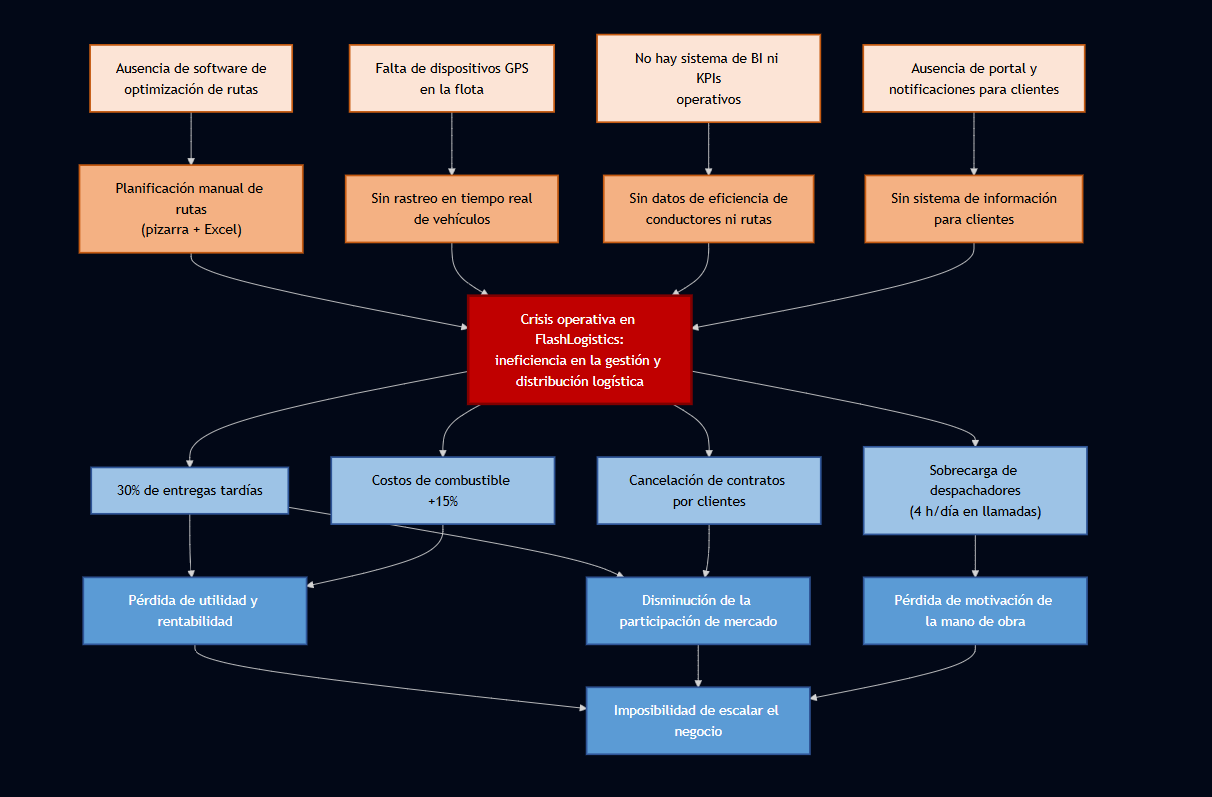 Ausencia de software de
optimización de rutas
Falta de dispositivos GPS
en la flota
No hay sistema de BI ni
KPIs
operativos
Ausencia de portal y
notificaciones para clientes
Planificación manual de
rutas
(pizarra + Excel)
Sin rastreo en tiempo real
de vehículos
Sin datos de eficiencia de
conductores ni rutas
Sin sistema de información
para clientes
Crisis operativa en
FlashLogistics:
ineficiencia en la gestión y
distribución logística
30% de entregas tardías
Costos de combustible
+15%
Cancelación de contratos
por clientes
Sobrecarga de
despachadores
(4 h/día en llamadas)
Pérdida de utilidad y
rentabilidad
Disminución de la
participación de mercado
Pérdida de motivación de
la mano de obra
Imposibilidad de escalar el
negocio